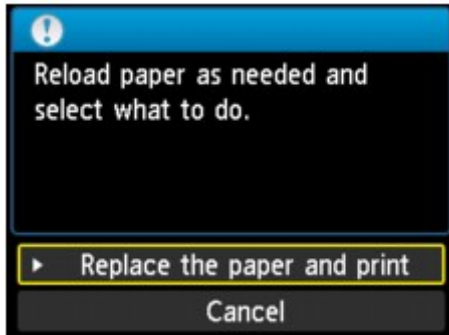 Reload paper as needed and
select what to do.
Replace the paper and print
Cancel